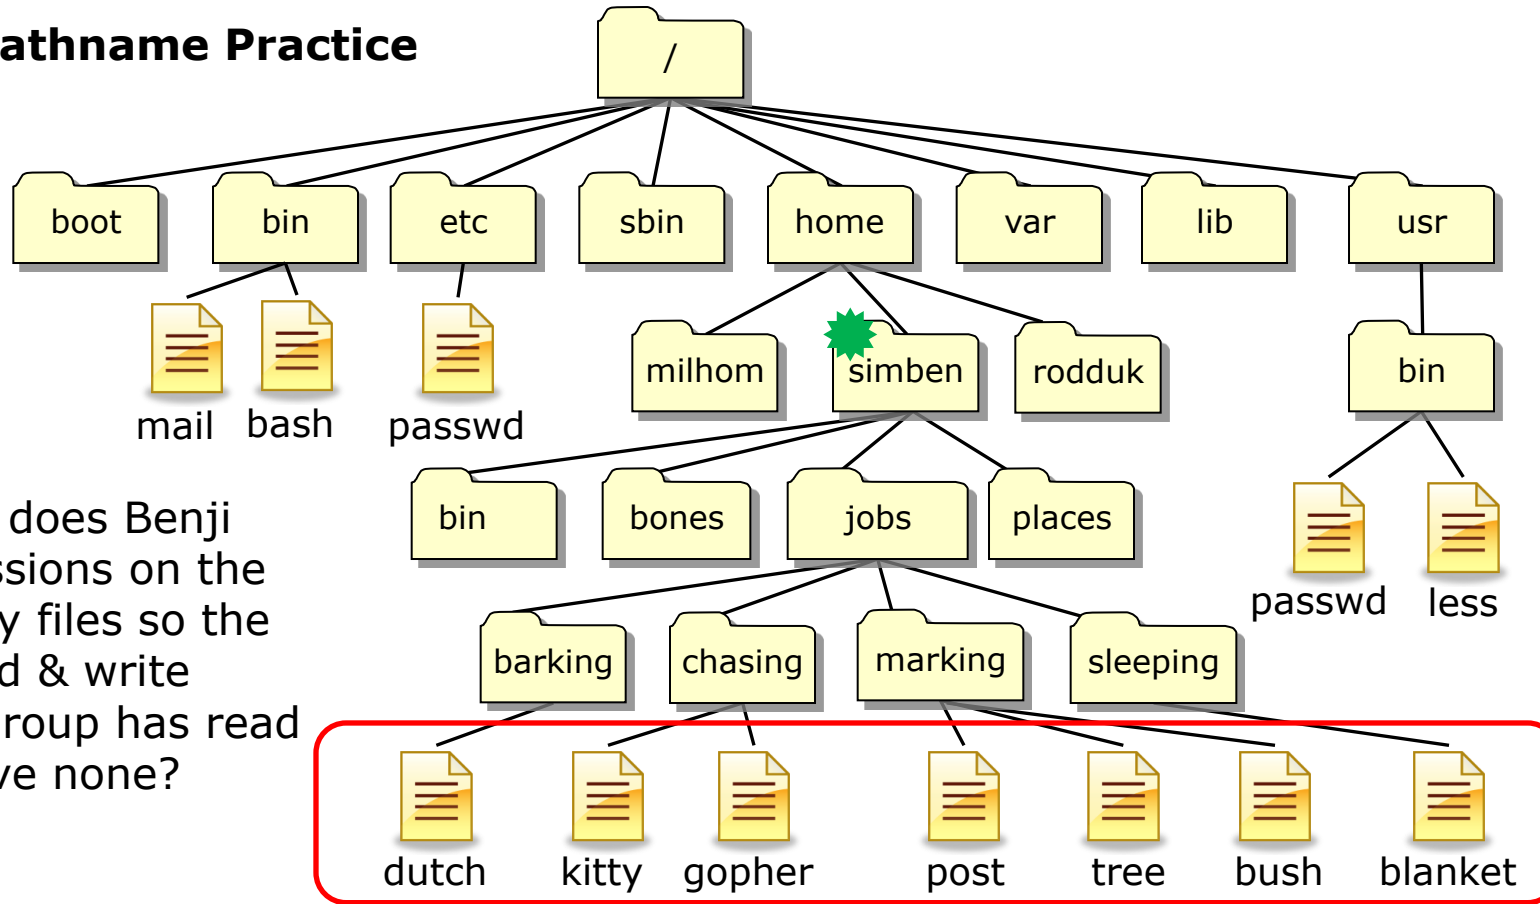 athname Practice
/
boot bin etc sbin home var lib usr
mail bash passwd
milhom simben rodduk bin
bin bones jobs places
passwd less
does Benji
ssions on the
y files so the
d & write
roup has read
ve none?
barking chasing marking sleeping
dutch kitty gopher post tree bush blanket